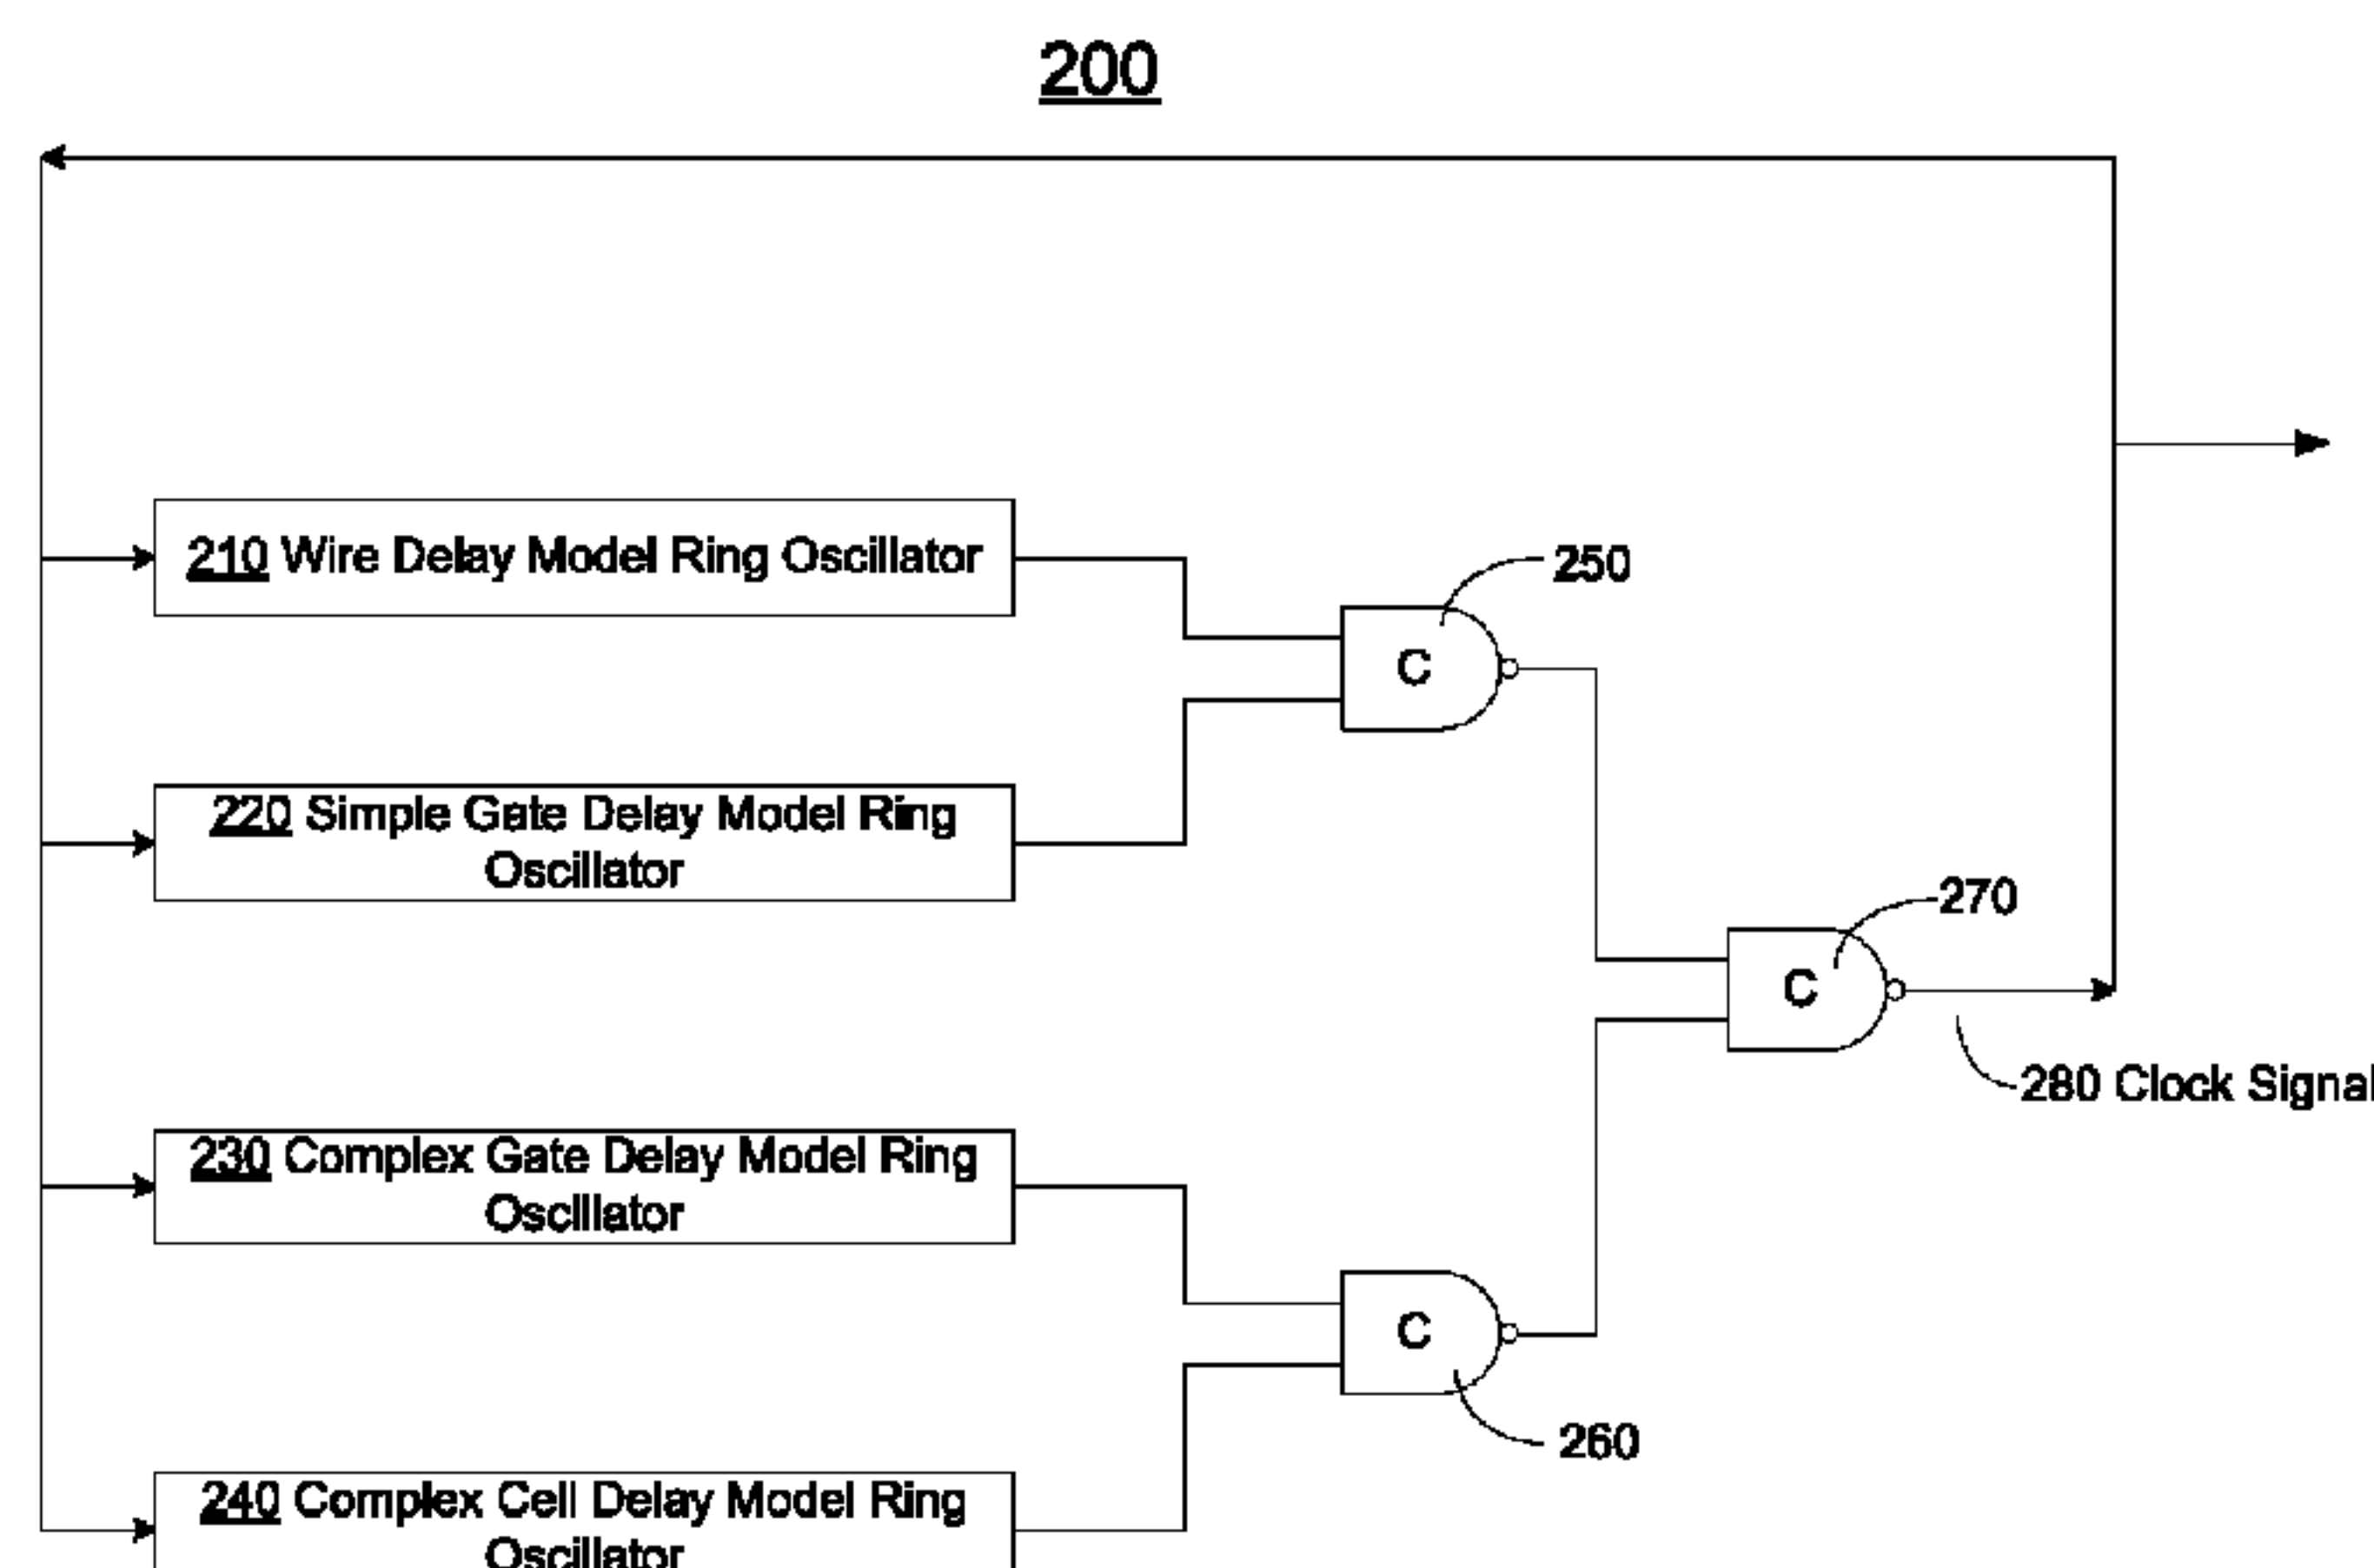 200
210 Wire Delay Model Ring Oscillator
250
C
220 Simple Gate Delay Model Ring
Oscillator
270
C
280 Clock Signal
230 Complex Gate Delay Model Ring
Oscillator
C
260
240 Complex Cell Delay Model Ring
Oscillator